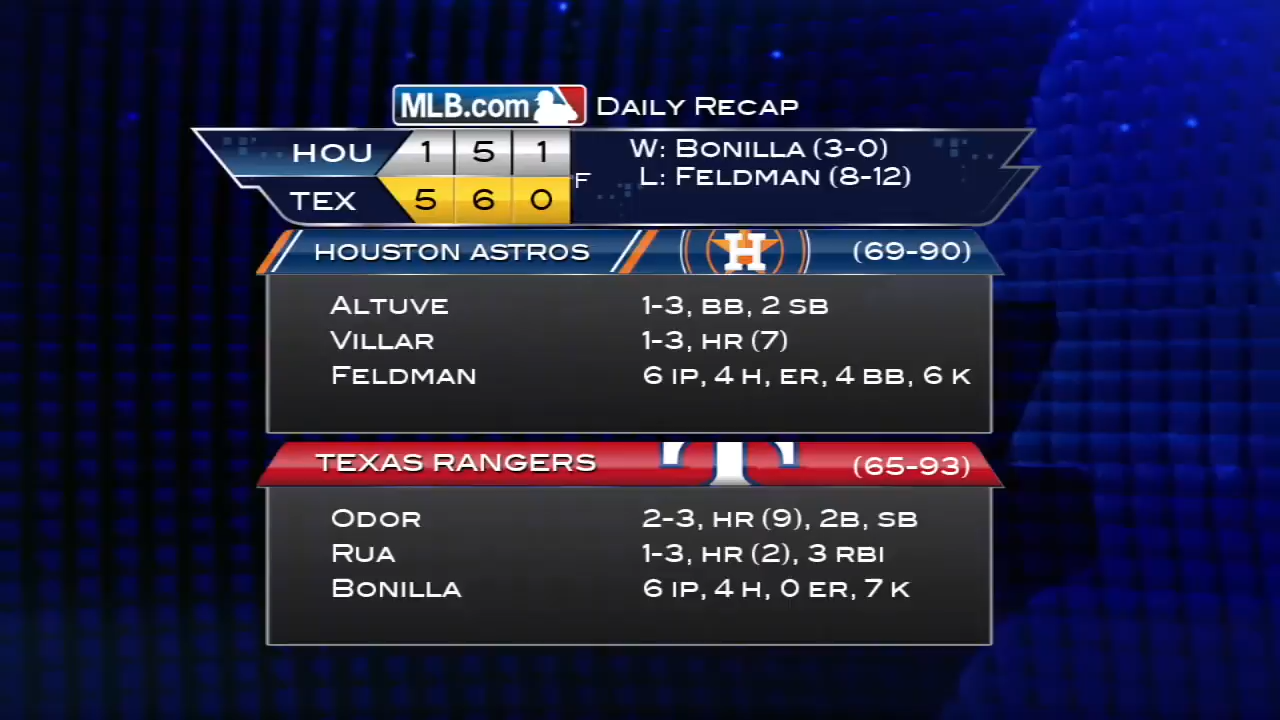 MLB.com DAILY RECAP
HOU 1 5 1
TEX 5 6 0
F
W: BONILLA (3-0)
L: FELDMAN (8-12)
HOUSTON ASTROS H (69-90)
ALTUVE 1-3, BB, 2 SB
VILLAR 1-3, HR (7)
FELDMAN 6 IP, 4 H, ER, 4 BB, 6 K
TEXAS RANGERS T (65-93)
ODOR 2-3, HR (9), 2B, SB
RUA 1-3, HR (2), 3 RBI
BONILLA 6 IP, 4 H, 0 ER, 7 K